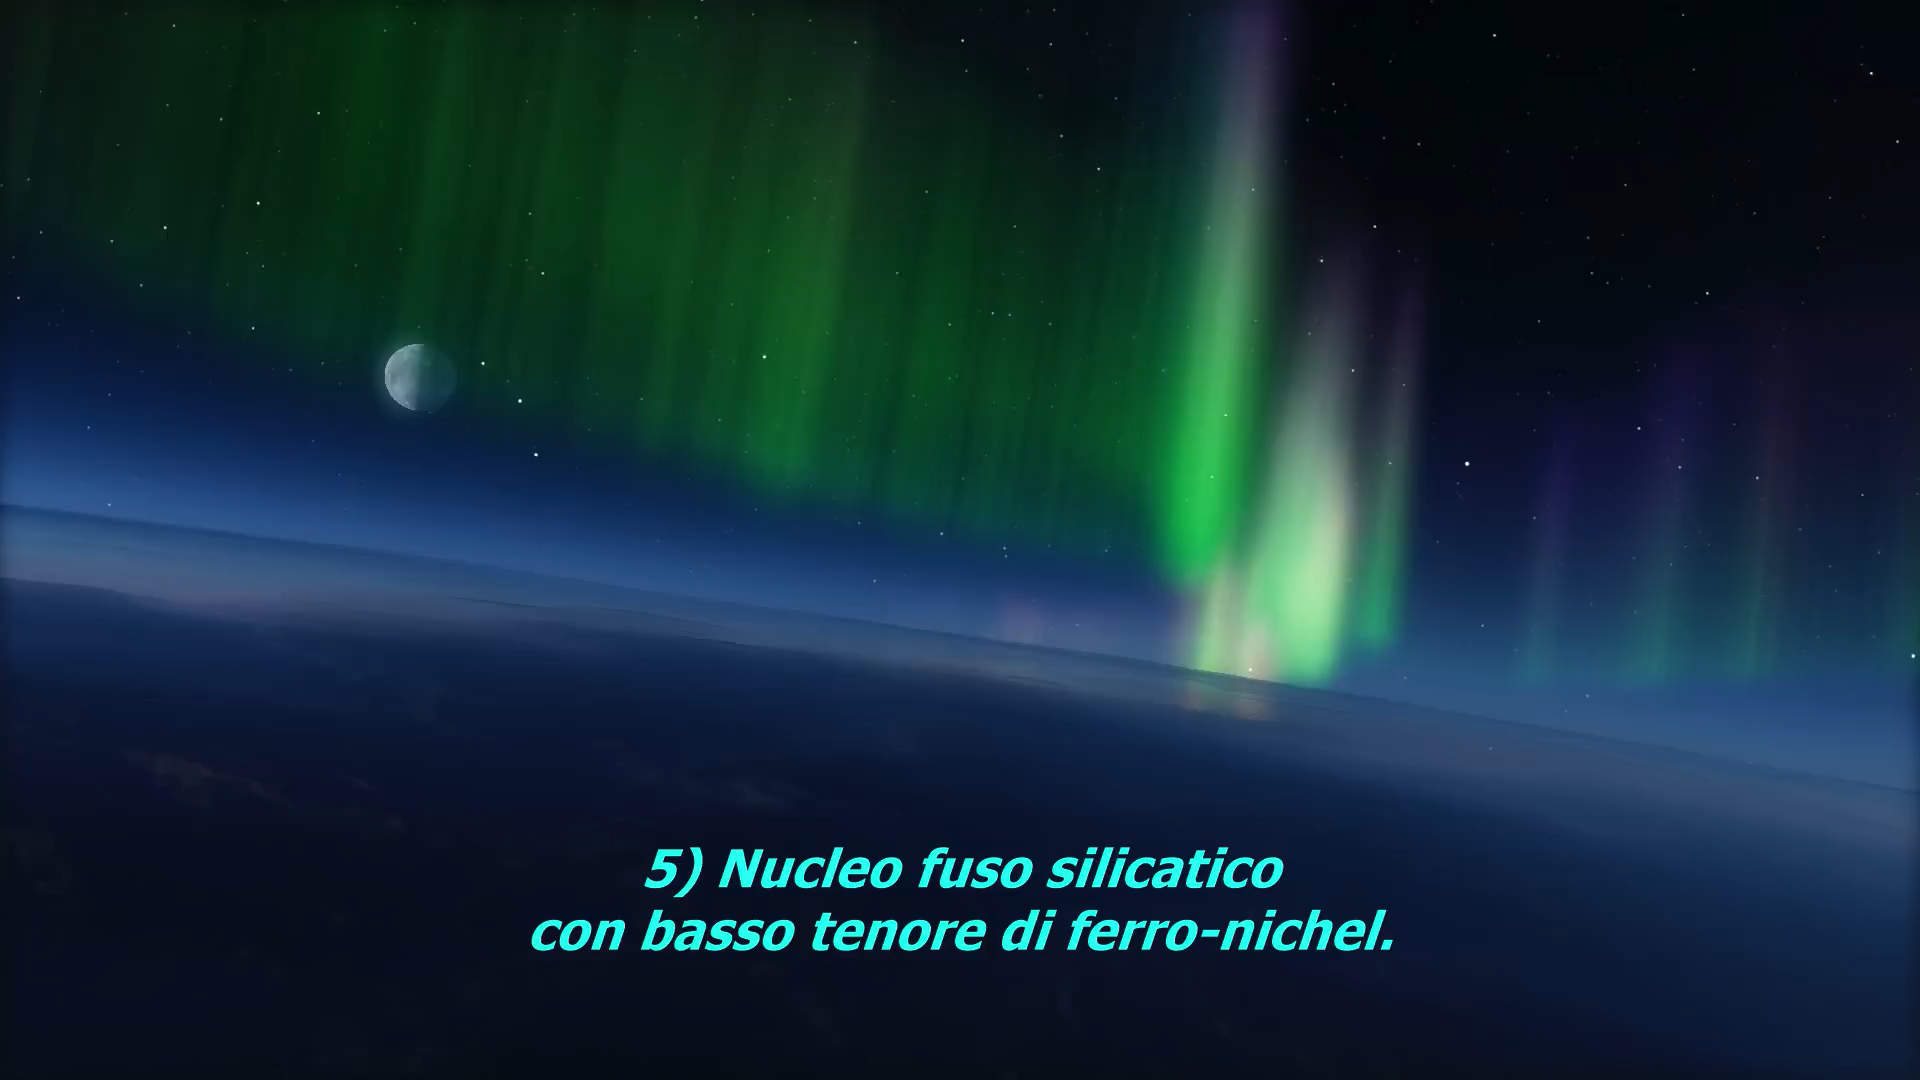 5) Nucleo fuso silicatico
con basso tenore di ferro-nichel.